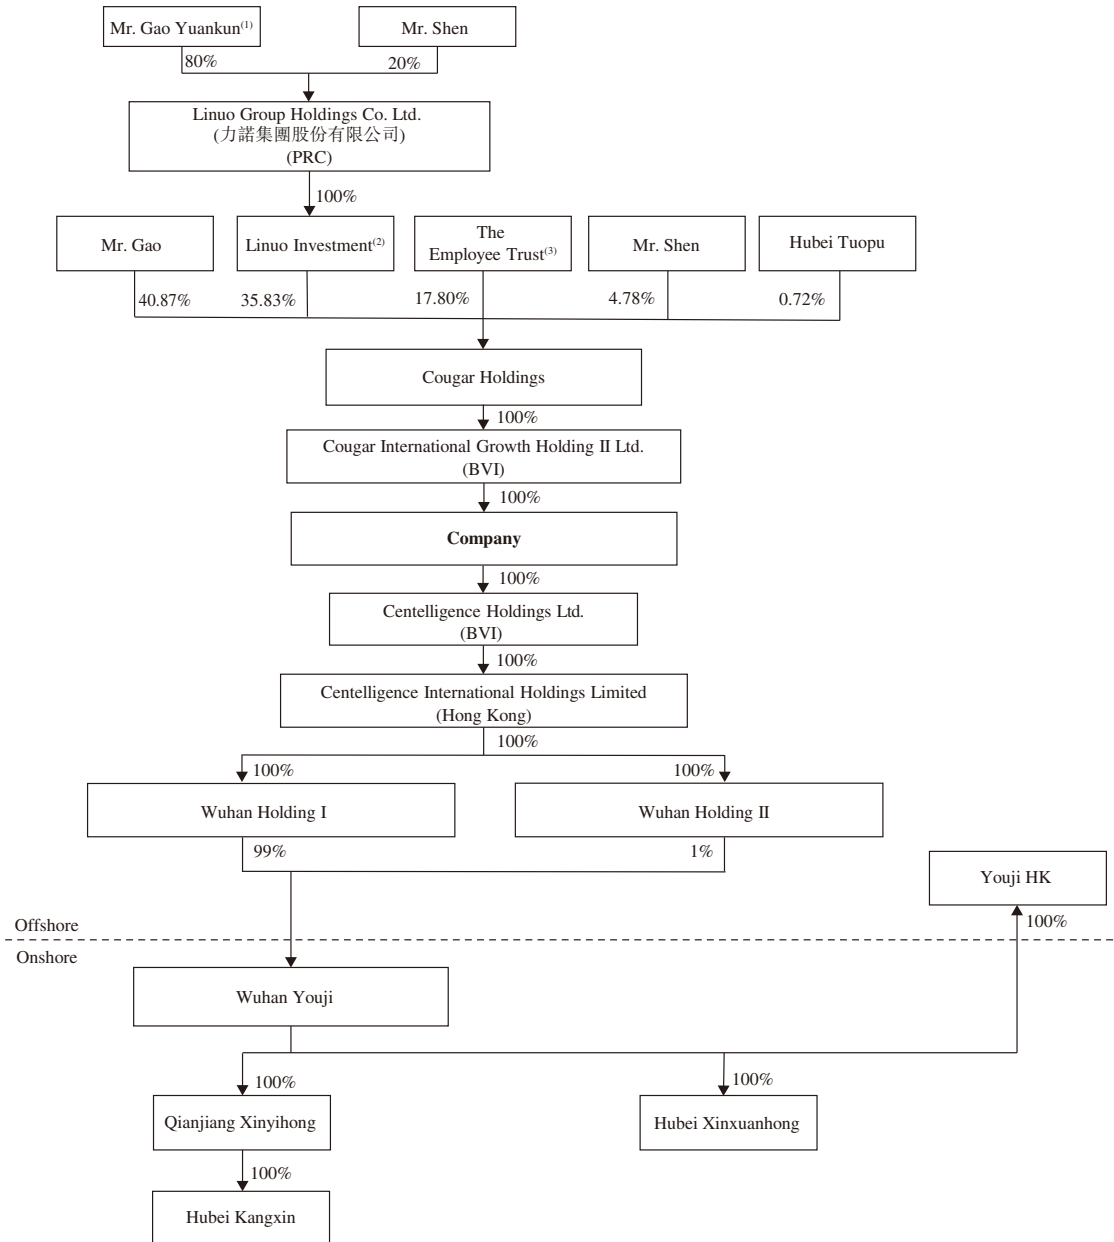 Mr. Gao Yuankun(1)
Mr. Shen
80%
20%
Linuo Group Holdings Co. Ltd.
(力諾集團股份有限公司)
(PRC)
100%
Mr. Gao
Linuo Investment(2)
The
Employee Trust(3)
Mr. Shen
Hubei Tuopu
40.87%
35.83%
17.80%
4.78%
0.72%
Cougar Holdings
100%
Cougar International Growth Holding II Ltd.
(BVI)
100%
Company
100%
Centelligence Holdings Ltd.
(BVI)
100%
Centelligence International Holdings Limited
(Hong Kong)
100%
100%
100%
Wuhan Holding I
Wuhan Holding II
99%
1%
Youji HK
100%
Offshore
Onshore
Wuhan Youji
100%
100%
Qianjiang Xinyihong
Hubei Xinxuanhong
100%
Hubei Kangxin